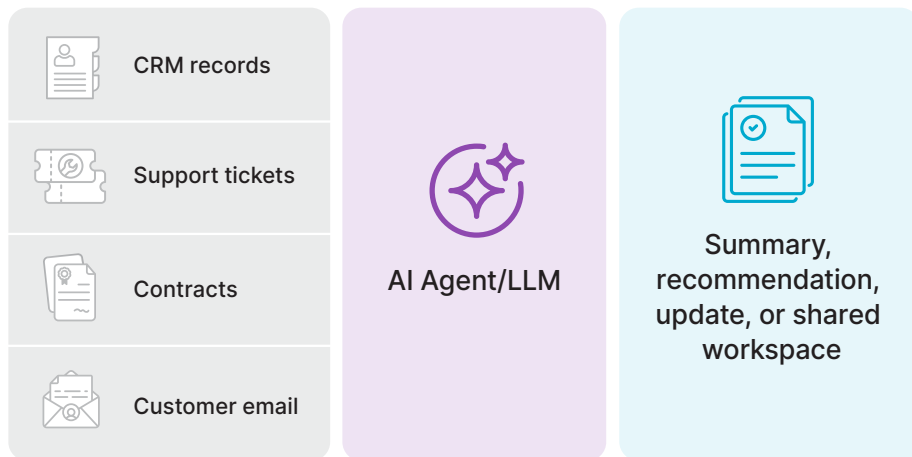 CRM records
Support tickets
Contracts
Customer email
AI Agent/LLM
Summary,
recommendation,
update, or shared
workspace